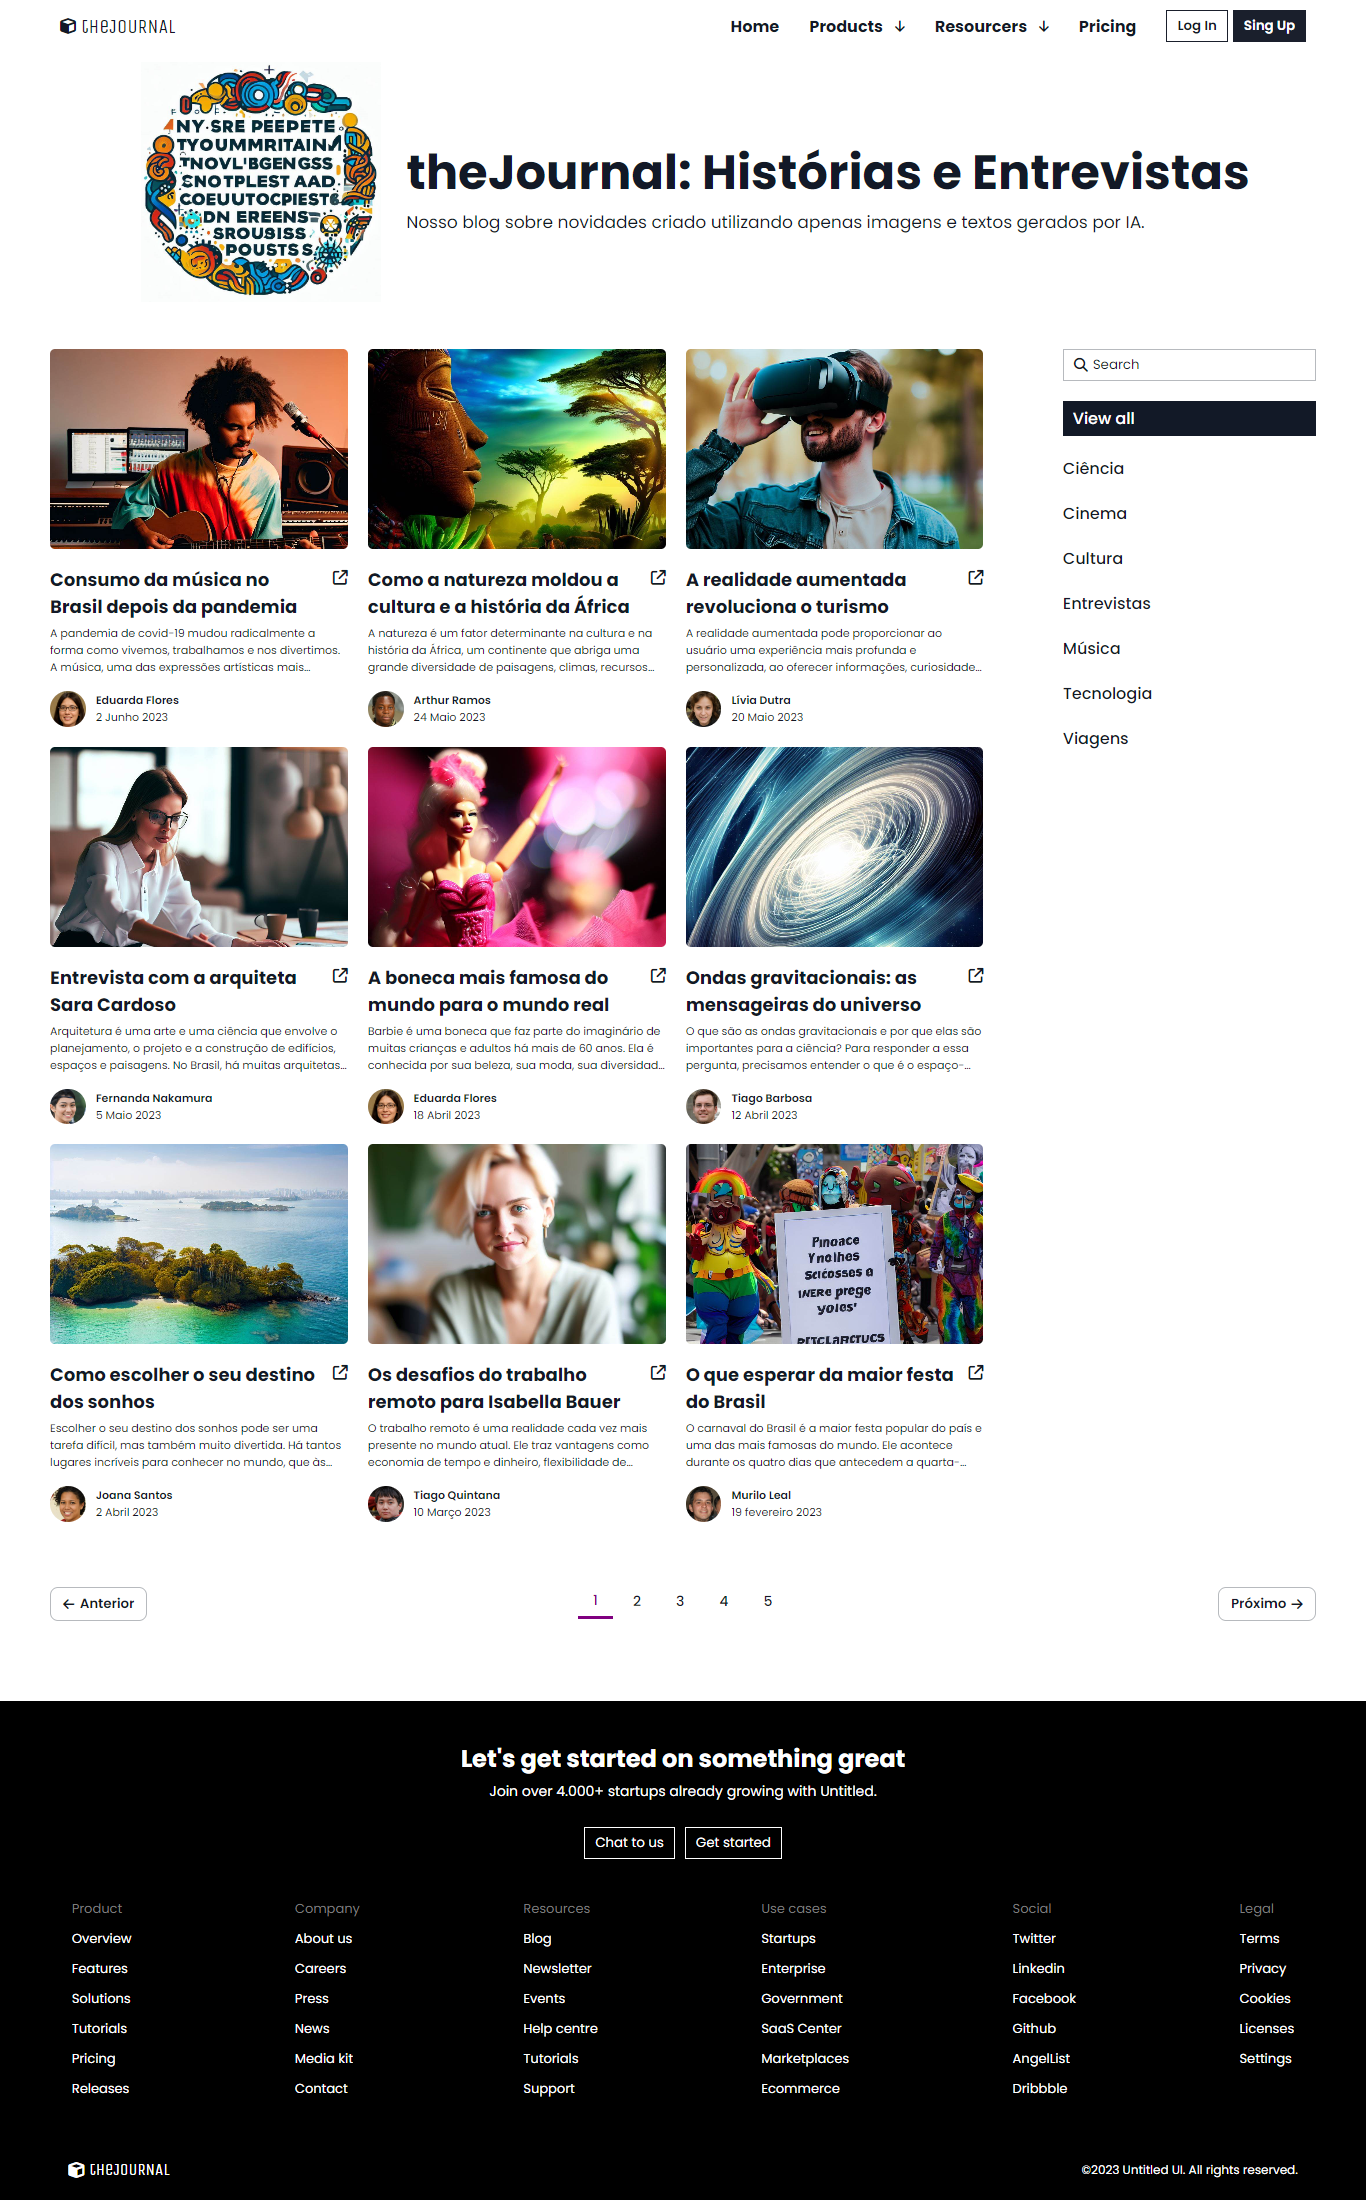 theJOURNAL
Home Products Resourcers Pricing Log In Sing Up
NY·SRE PEEPETE
TYOUMMRITAIN
TNOVL'BGENGSS
CNOTPLEST AAD
COEUUTOCPIEST
DN EREENS
SROUBISS
POUSTS S
theJournal: Histórias e Entrevistas
Nosso blog sobre novidades criado utilizando apenas imagens e textos gerados por IA.
Search
View all
Ciência
Cinema
Cultura
Entrevistas
Música
Tecnologia
Viagens
Consumo da música no
Brasil depois da pandemia
A pandemia de covid-19 mudou radicalmente a
forma como vivemos, trabalhamos e nos divertimos.
A música, uma das expressões artísticas mais...
Eduarda Flores
2 Junho 2023
Como a natureza moldou a
cultura e a história da África
A natureza é um fator determinante na cultura e na
história da África, um continente que abriga uma
grande diversidade de paisagens, climas, recursos...
Arthur Ramos
24 Maio 2023
A realidade aumentada
revoluciona o turismo
A realidade aumentada pode proporcionar ao
usuário uma experiência mais profunda e
personalizada, ao oferecer informações, curiosidade...
Lívia Dutra
20 Maio 2023
Entrevista com a arquiteta
Sara Cardoso
Arquitetura é uma arte e uma ciência que envolve o
planejamento, o projeto e a construção de edifícios,
espaços e paisagens. No Brasil, há muitas arquitetas...
Fernanda Nakamura
5 Maio 2023
A boneca mais famosa do
mundo para o mundo real
Barbie é uma boneca que faz parte do imaginário de
muitas crianças e adultos há mais de 60 anos. Ela é
conhecida por sua beleza, sua moda, sua diversidad...
Eduarda Flores
18 Abril 2023
Ondas gravitacionais: as
mensageiras do universo
O que são as ondas gravitacionais e por que elas são
importantes para a ciência? Para responder a essa
pergunta, precisamos entender o que é o espaço-...
Tiago Barbosa
12 Abril 2023
Como escolher o seu destino
dos sonhos
Escolher o seu destino dos sonhos pode ser uma
tarefa difícil, mas também muito divertida. Há tantos
lugares incríveis para conhecer no mundo, que às...
Joana Santos
2 Abril 2023
Os desafios do trabalho
remoto para Isabella Bauer
O trabalho remoto é uma realidade cada vez mais
presente no mundo atual. Ele traz vantagens como
economia de tempo e dinheiro, flexibilidade de...
Tiago Quintana
10 Março 2023
O que esperar da maior festa
do Brasil
O carnaval do Brasil é a maior festa popular do país e
uma das mais famosas do mundo. Ele acontece
durante os quatro dias que antecedem a quarta-...
Murilo Leal
19 fevereiro 2023
← Anterior 1 2 3 4 5 Próximo →
Let's get started on something great
Join over 4.000+ startups already growing with Untitled.
Chat to us Get started
Product
Overview
Features
Solutions
Tutorials
Pricing
Releases
Company
About us
Careers
Press
News
Media kit
Contact
Resources
Blog
Newsletter
Events
Help centre
Tutorials
Support
Use cases
Startups
Enterprise
Government
SaaS Center
Marketplaces
Ecommerce
Social
Twitter
Linkedin
Facebook
Github
AngelList
Dribbble
Legal
Terms
Privacy
Cookies
Licenses
Settings
theJOURNAL
©2023 Untitled UI. All rights reserved.